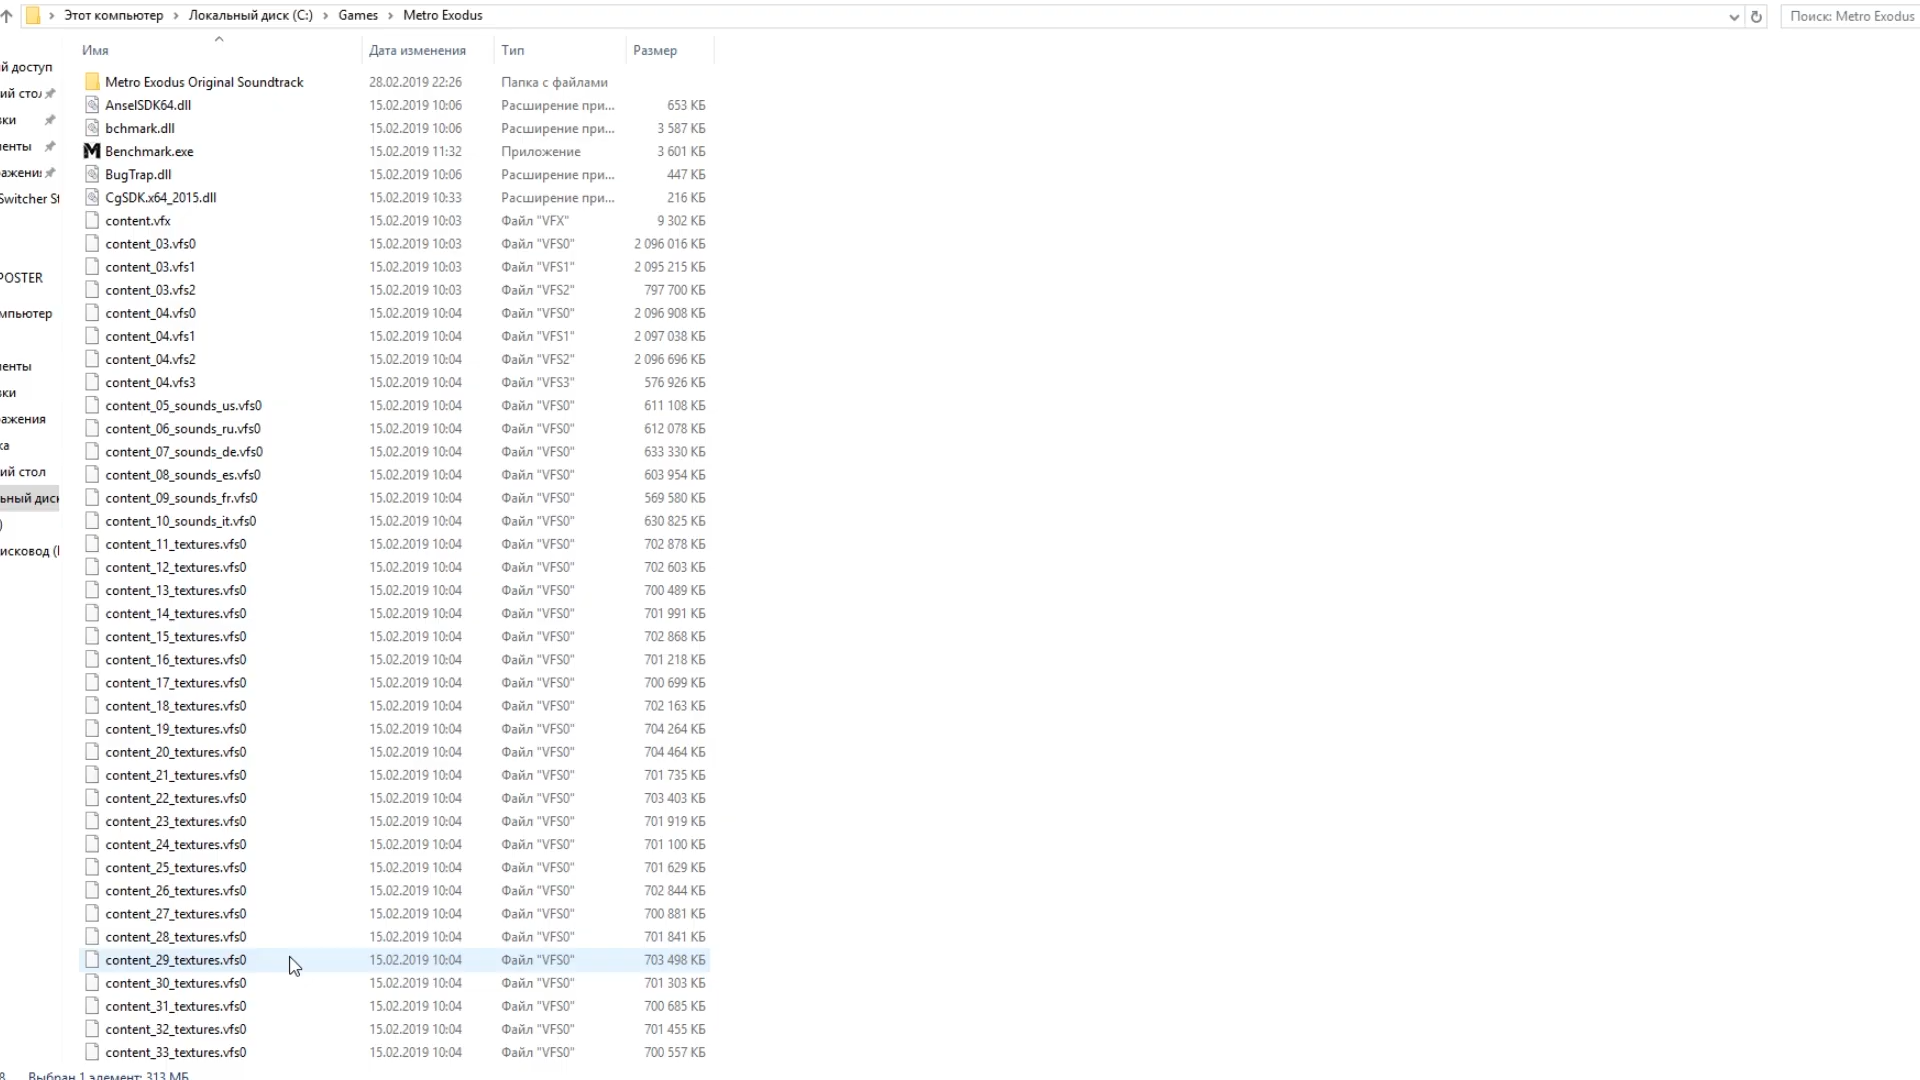 Этот компьютер > Локальный диск (C:) > Games > Metro Exodus
Поиск: Metro Exodus
Имя Дата изменения Тип Размер
й доступ
ий стол
вки
енты
ажения
Switcher St
POSTER
мпьютер
енты
вки
ажения
ка
ий стол
ьный диск
)
исковод (
Metro Exodus Original Soundtrack 28.02.2019 22:26 Папка с файлами
AnselSDK64.dll 15.02.2019 10:06 Расширение при... 653 КБ
bchmark.dll 15.02.2019 10:06 Расширение при... 3 587 КБ
Benchmark.exe 15.02.2019 11:32 Приложение 3 601 КБ
BugTrap.dll 15.02.2019 10:06 Расширение при... 447 КБ
CgSDK.x64_2015.dll 15.02.2019 10:33 Расширение при... 216 КБ
content.vfx 15.02.2019 10:03 Файл "VFX" 9 302 КБ
content_03.vfs0 15.02.2019 10:03 Файл "VFS0" 2 096 016 КБ
content_03.vfs1 15.02.2019 10:03 Файл "VFS1" 2 095 215 КБ
content_03.vfs2 15.02.2019 10:03 Файл "VFS2" 797 700 КБ
content_04.vfs0 15.02.2019 10:04 Файл "VFS0" 2 096 908 КБ
content_04.vfs1 15.02.2019 10:04 Файл "VFS1" 2 097 038 КБ
content_04.vfs2 15.02.2019 10:04 Файл "VFS2" 2 096 696 КБ
content_04.vfs3 15.02.2019 10:04 Файл "VFS3" 576 926 КБ
content_05_sounds_us.vfs0 15.02.2019 10:04 Файл "VFS0" 611 108 КБ
content_06_sounds_ru.vfs0 15.02.2019 10:04 Файл "VFS0" 612 078 КБ
content_07_sounds_de.vfs0 15.02.2019 10:04 Файл "VFS0" 633 330 КБ
content_08_sounds_es.vfs0 15.02.2019 10:04 Файл "VFS0" 603 954 КБ
content_09_sounds_fr.vfs0 15.02.2019 10:04 Файл "VFS0" 569 580 КБ
content_10_sounds_it.vfs0 15.02.2019 10:04 Файл "VFS0" 630 825 КБ
content_11_textures.vfs0 15.02.2019 10:04 Файл "VFS0" 702 878 КБ
content_12_textures.vfs0 15.02.2019 10:04 Файл "VFS0" 702 603 КБ
content_13_textures.vfs0 15.02.2019 10:04 Файл "VFS0" 700 489 КБ
content_14_textures.vfs0 15.02.2019 10:04 Файл "VFS0" 701 991 КБ
content_15_textures.vfs0 15.02.2019 10:04 Файл "VFS0" 702 868 КБ
content_16_textures.vfs0 15.02.2019 10:04 Файл "VFS0" 701 218 КБ
content_17_textures.vfs0 15.02.2019 10:04 Файл "VFS0" 700 699 КБ
content_18_textures.vfs0 15.02.2019 10:04 Файл "VFS0" 702 163 КБ
content_19_textures.vfs0 15.02.2019 10:04 Файл "VFS0" 704 264 КБ
content_20_textures.vfs0 15.02.2019 10:04 Файл "VFS0" 704 464 КБ
content_21_textures.vfs0 15.02.2019 10:04 Файл "VFS0" 701 735 КБ
content_22_textures.vfs0 15.02.2019 10:04 Файл "VFS0" 703 403 КБ
content_23_textures.vfs0 15.02.2019 10:04 Файл "VFS0" 701 919 КБ
content_24_textures.vfs0 15.02.2019 10:04 Файл "VFS0" 701 100 КБ
content_25_textures.vfs0 15.02.2019 10:04 Файл "VFS0" 701 629 КБ
content_26_textures.vfs0 15.02.2019 10:04 Файл "VFS0" 702 844 КБ
content_27_textures.vfs0 15.02.2019 10:04 Файл "VFS0" 700 881 КБ
content_28_textures.vfs0 15.02.2019 10:04 Файл "VFS0" 701 841 КБ
content_29_textures.vfs0 15.02.2019 10:04 Файл "VFS0" 703 498 КБ
content_30_textures.vfs0 15.02.2019 10:04 Файл "VFS0" 701 303 КБ
content_31_textures.vfs0 15.02.2019 10:04 Файл "VFS0" 700 685 КБ
content_32_textures.vfs0 15.02.2019 10:04 Файл "VFS0" 701 455 КБ
content_33_textures.vfs0 15.02.2019 10:04 Файл "VFS0" 700 557 КБ
8 Выбран 1 элемент: 313 МБ